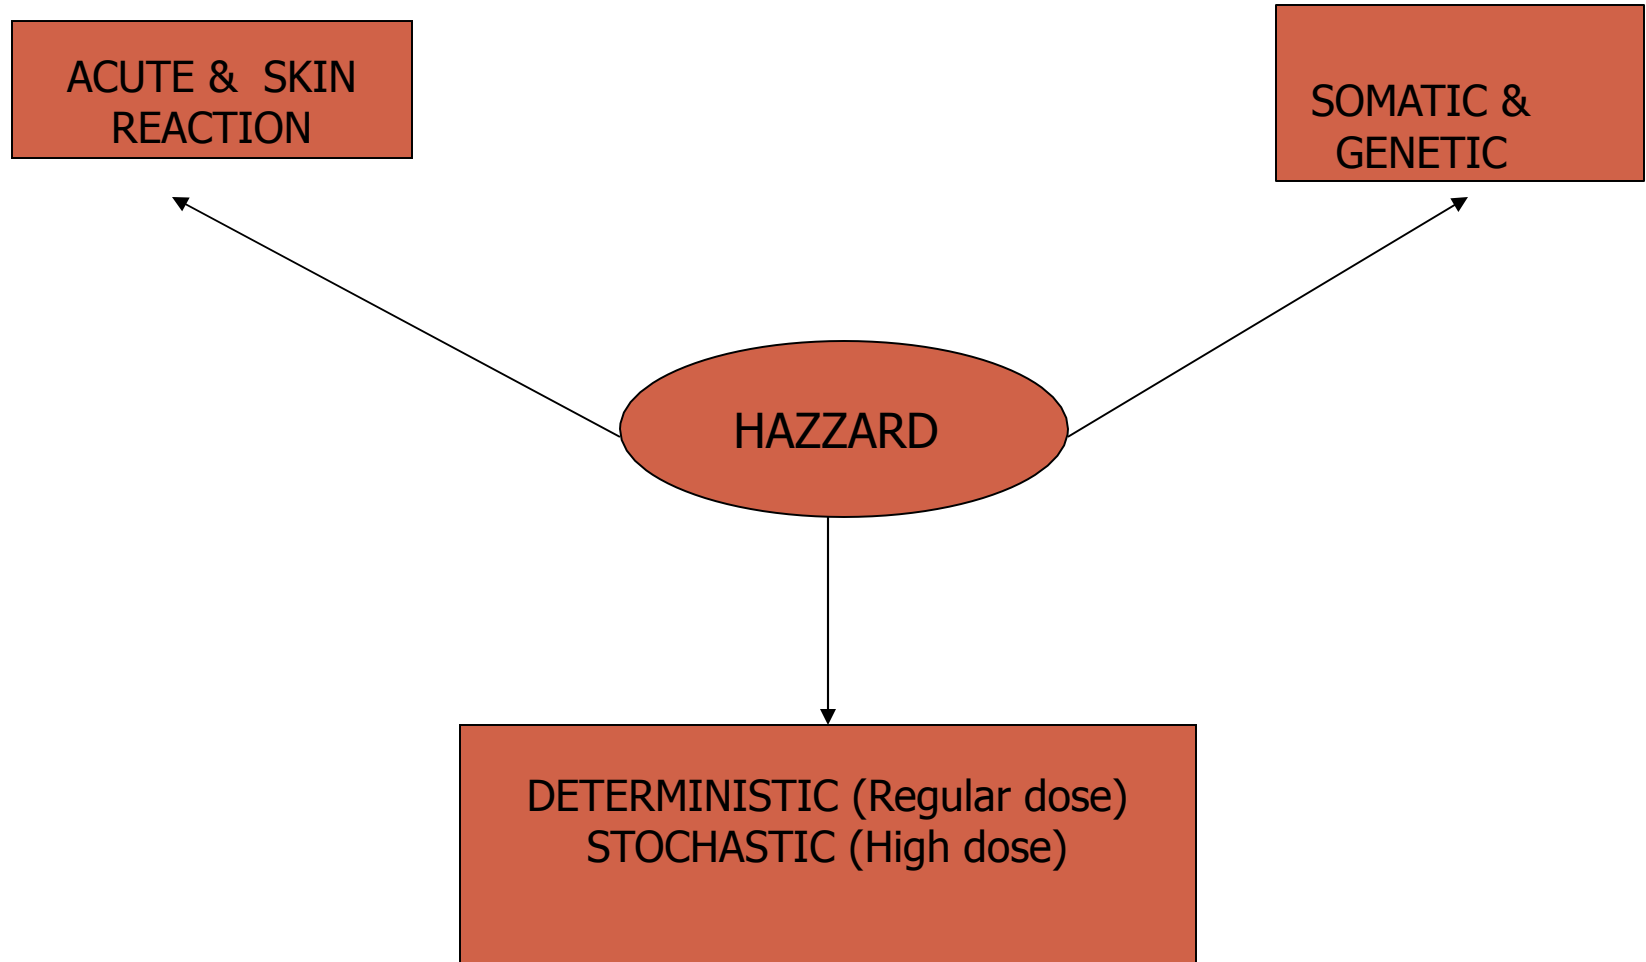 ACUTE & SKIN
REACTION
SOMATIC &
GENETIC
HAZZARD
DETERMINISTIC (Regular dose)
STOCHASTIC (High dose)